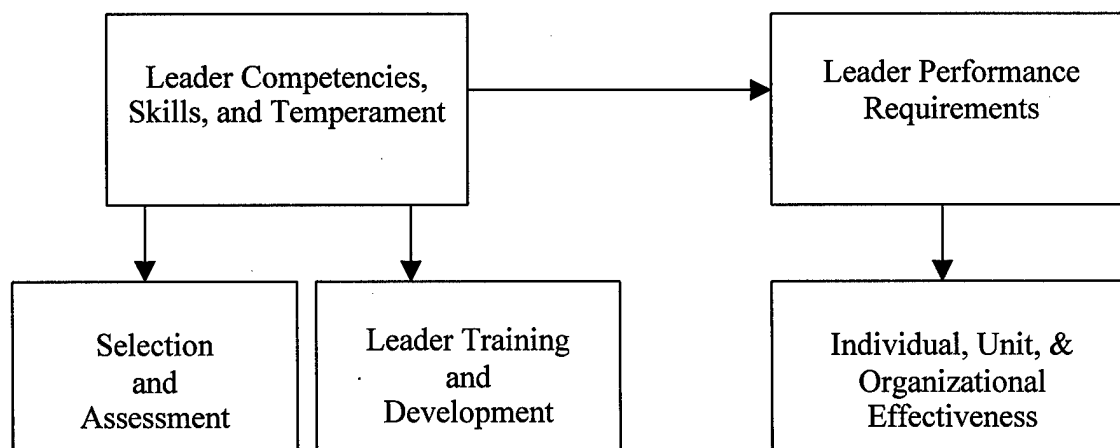 Leader Competencies,
Skills, and Temperament
Leader Performance
Requirements
Selection
and
Assessment
Leader Training
and
Development
Individual, Unit, &
Organizational
Effectiveness